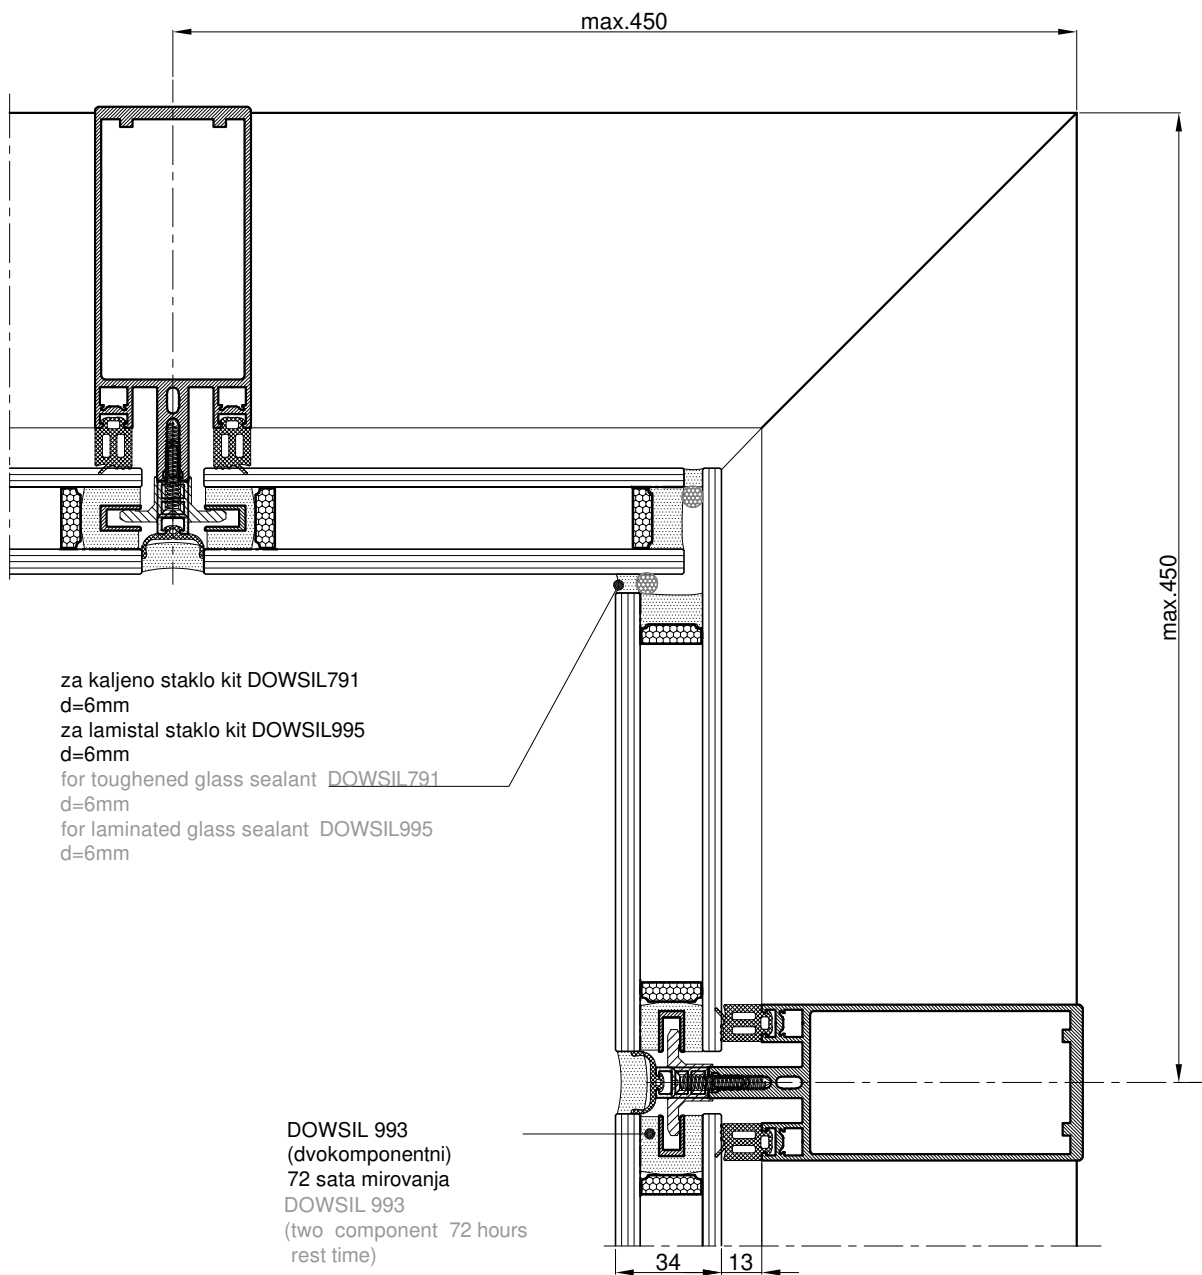 max.450
max.450
za kaljeno staklo kit DOWSIL791
d=6mm
za lamistal staklo kit DOWSIL995
d=6mm
for toughened glass sealant DOWSIL791
d=6mm
for laminated glass sealant DOWSIL995
d=6mm
DOWSIL 993
(dvokomponentni)
72 sata mirovanja
DOWSIL 993
(two component 72 hours
rest time)
34
13